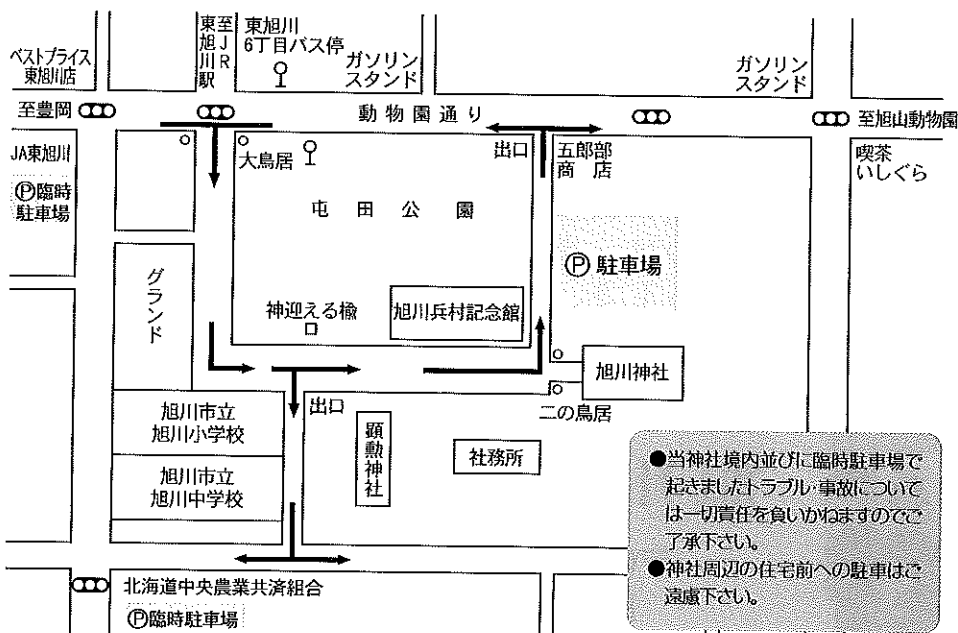 ベストプライス
東旭川店
至JR
東旭川駅
東旭川
6丁目バス停
ガソリン
スタンド
ガソリン
スタンド
至豊岡
動物園通り
至旭山動物園
JA東旭川
Ⓟ臨時
駐車場
大鳥居
出口
五郎部
商店
喫茶
いしぐら
屯田公園
グランド
Ⓟ駐車場
神迎える楡
旭川兵村記念館
旭川神社
二の鳥居
旭川市立
旭川小学校
出口
顕勲神社
社務所
旭川市立
旭川中学校
●当神社境内並びに臨時駐車場で
起きましたトラブル・事故について
は一切責任を負いかねますのでご
了承下さい。
●神社周辺の住宅前への駐車はご
遠慮下さい。
北海道中央農業共済組合
Ⓟ臨時駐車場